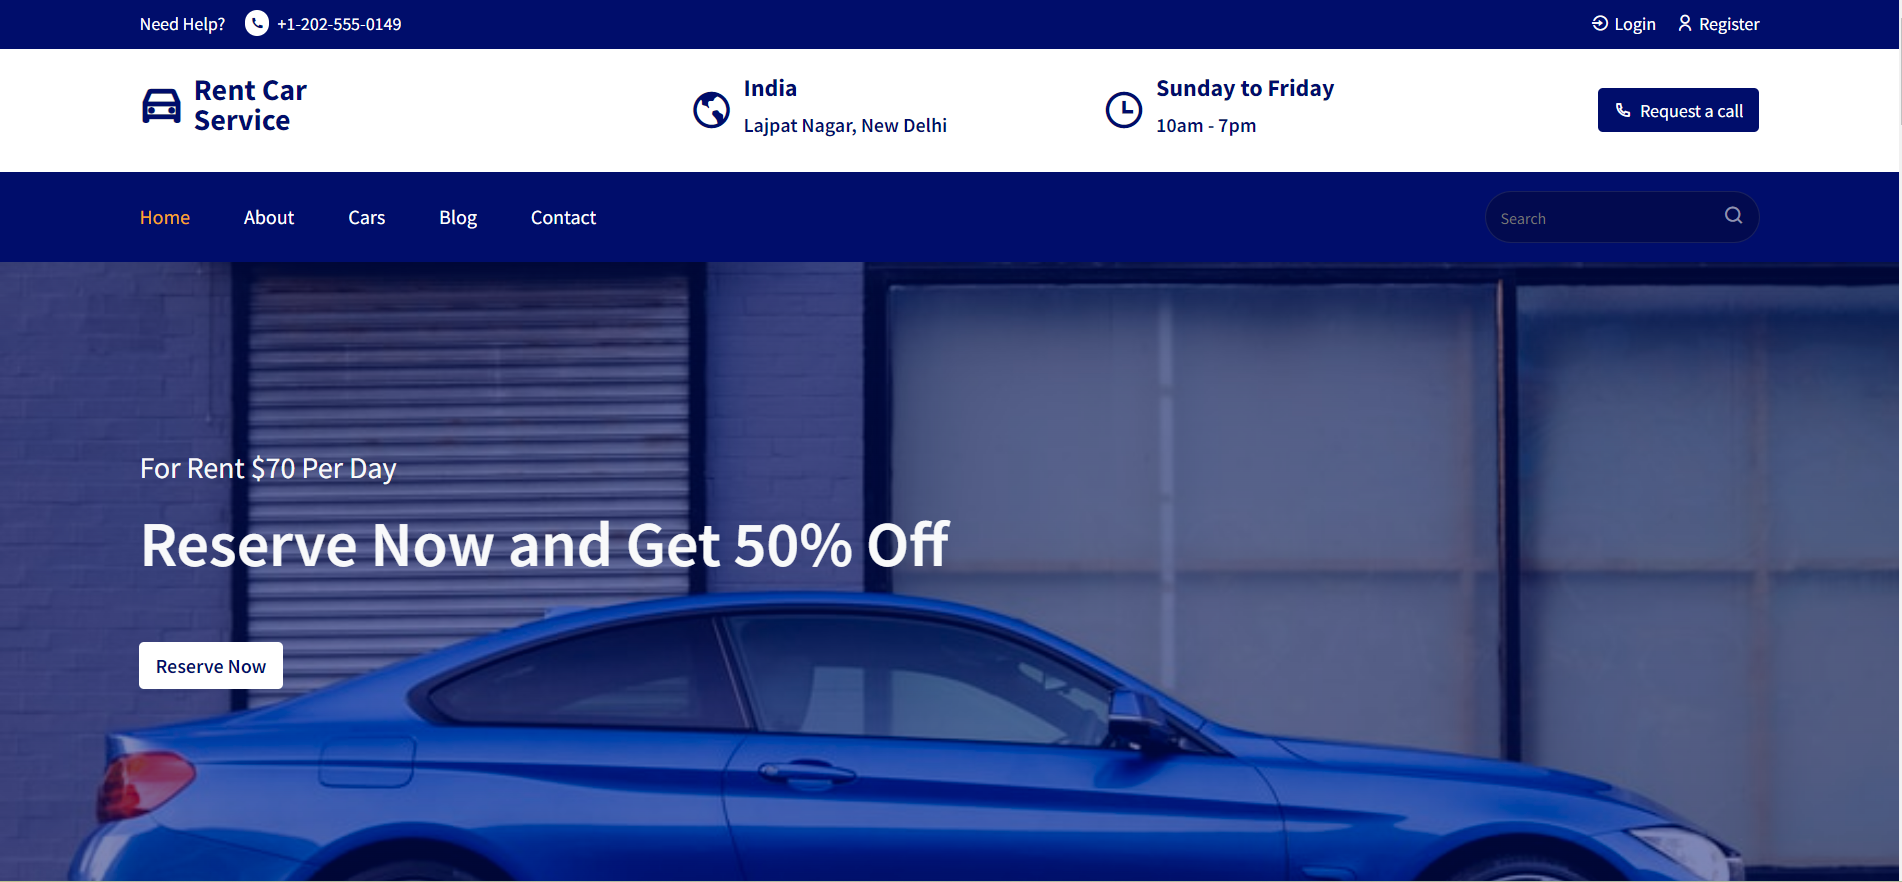 Need Help? +1-202-555-0149 Login Register
Rent Car
Service
India
Lajpat Nagar, New Delhi
Sunday to Friday
10am - 7pm
Request a call
Home About Cars Blog Contact Search
For Rent $70 Per Day
Reserve Now and Get 50% Off
Reserve Now